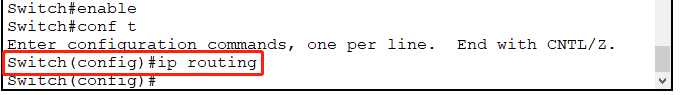 Switch#enable
Switch#conf t
Enter configuration commands, one per line.  End with CNTL/Z.
Switch(config)#ip routing
Switch(config)#